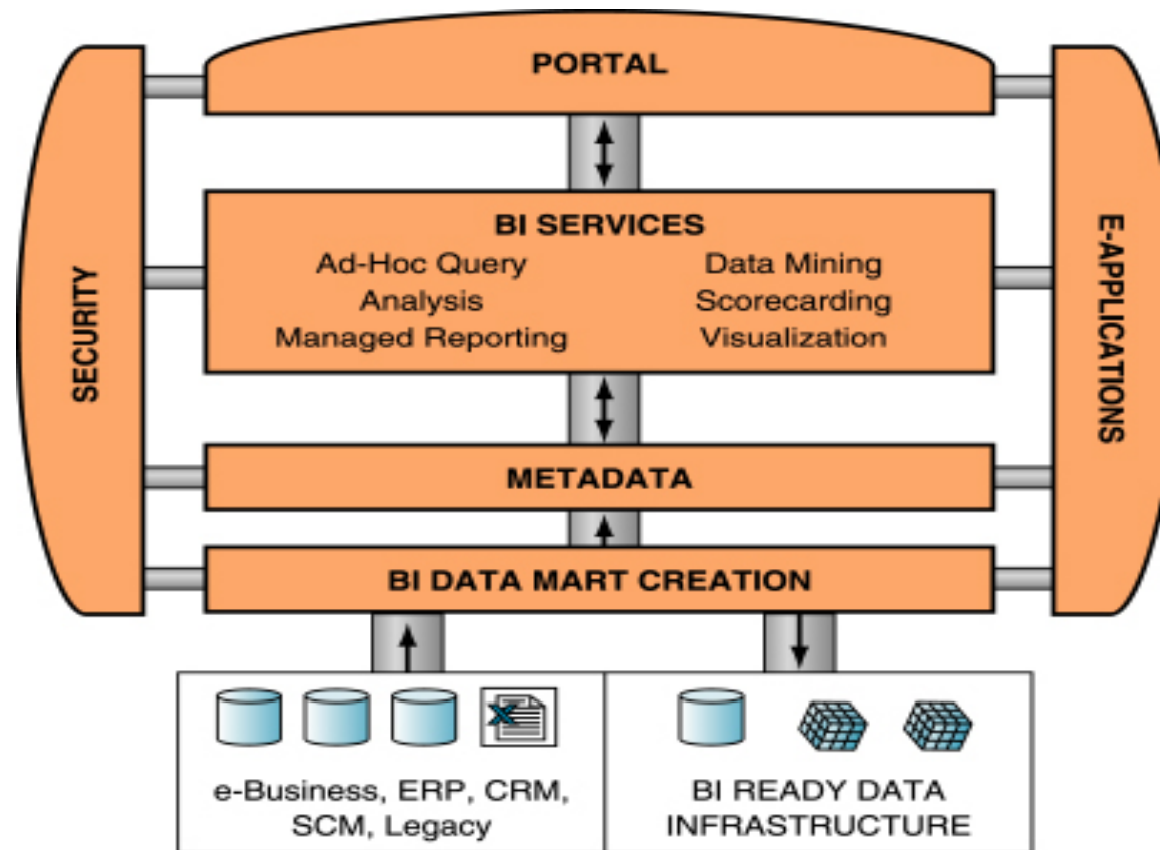 PORTAL
SECURITY
E-APPLICATIONS
BI SERVICES
Ad-Hoc Query
Analysis
Managed Reporting
Data Mining
Scorecarding
Visualization
METADATA
BI DATA MART CREATION
X
e-Business, ERP, CRM,
SCM, Legacy
BI READY DATA
INFRASTRUCTURE